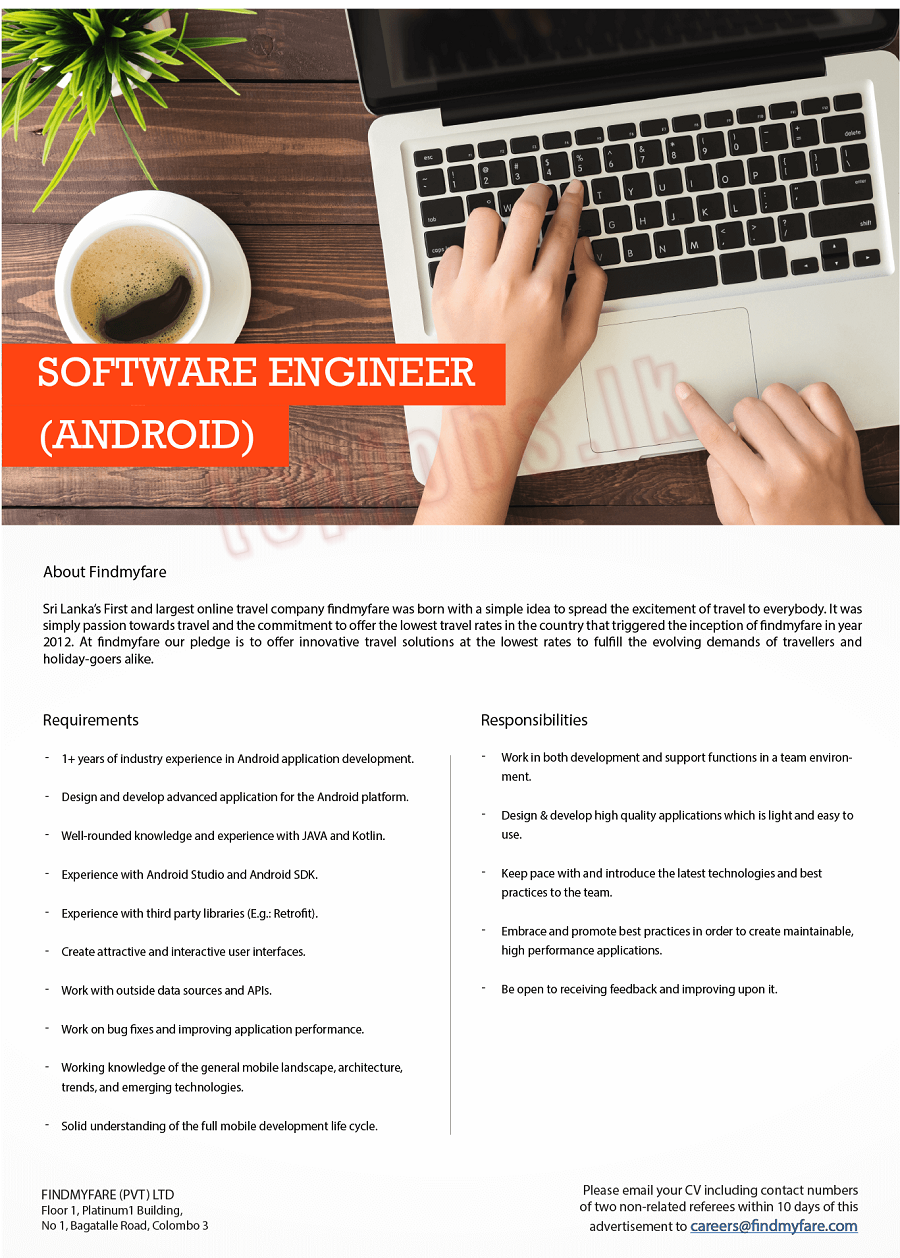 SOFTWARE ENGINEER
(ANDROID)
topjobs.lk
About Findmyfare
Sri Lanka's First and largest online travel company findmyfare was born with a simple idea to spread the excitement of travel to everybody. It was
simply passion towards travel and the commitment to offer the lowest travel rates in the country that triggered the inception of findmyfare in year
2012. At findmyfare our pledge is to offer innovative travel solutions at the lowest rates to fulfill the evolving demands of travellers and
holiday-goers alike.
Requirements
- 1+ years of industry experience in Android application development.
- Design and develop advanced application for the Android platform.
- Well-rounded knowledge and experience with JAVA and Kotlin.
- Experience with Android Studio and Android SDK.
- Experience with third party libraries (E.g.: Retrofit).
- Create attractive and interactive user interfaces.
- Work with outside data sources and APIs.
- Work on bug fixes and improving application performance.
- Working knowledge of the general mobile landscape, architecture,
trends, and emerging technologies.
- Solid understanding of the full mobile development life cycle.
Responsibilities
- Work in both development and support functions in a team environ-
ment.
- Design & develop high quality applications which is light and easy to
use.
- Keep pace with and introduce the latest technologies and best
practices to the team.
- Embrace and promote best practices in order to create maintainable,
high performance applications.
- Be open to receiving feedback and improving upon it.
FINDMYFARE (PVT) LTD
Floor 1, Platinum1 Building,
No 1, Bagatalle Road, Colombo 3
Please email your CV including contact numbers
of two non-related referees within 10 days of this
advertisement to careers@findmyfare.com